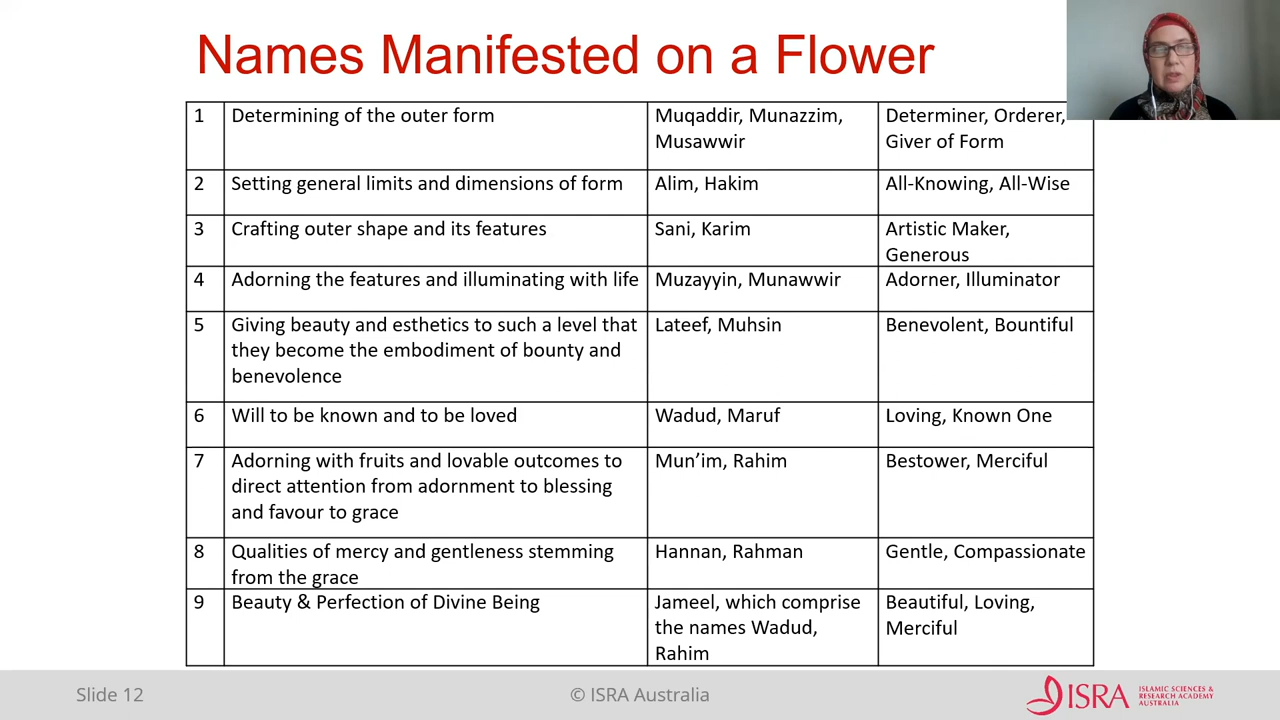 Names Manifested on a Flower
1 Determining of the outer form Muqaddir, Munazzim, Determiner, Orderer,
Musawwir Giver of Form
2 Setting general limits and dimensions of form Alim, Hakim All-Knowing, All-Wise
3 Crafting outer shape and its features Sani, Karim Artistic Maker,
Generous
4 Adorning the features and illuminating with life Muzayyin, Munawwir Adorner, Illuminator
5 Giving beauty and esthetics to such a level that Lateef, Muhsin Benevolent, Bountiful
they become the embodiment of bounty and
benevolence
6 Will to be known and to be loved Wadud, Maruf Loving, Known One
7 Adorning with fruits and lovable outcomes to Mun’im, Rahim Bestower, Merciful
direct attention from adornment to blessing
and favour to grace
8 Qualities of mercy and gentleness stemming Hannan, Rahman Gentle, Compassionate
from the grace
9 Beauty & Perfection of Divine Being Jameel, which comprise Beautiful, Loving,
the names Wadud, Merciful
Rahim
Slide 12 © ISRA Australia ISRA
ISLAMIC SCIENCES &
RESEARCH ACADEMY
AUSTRALIA